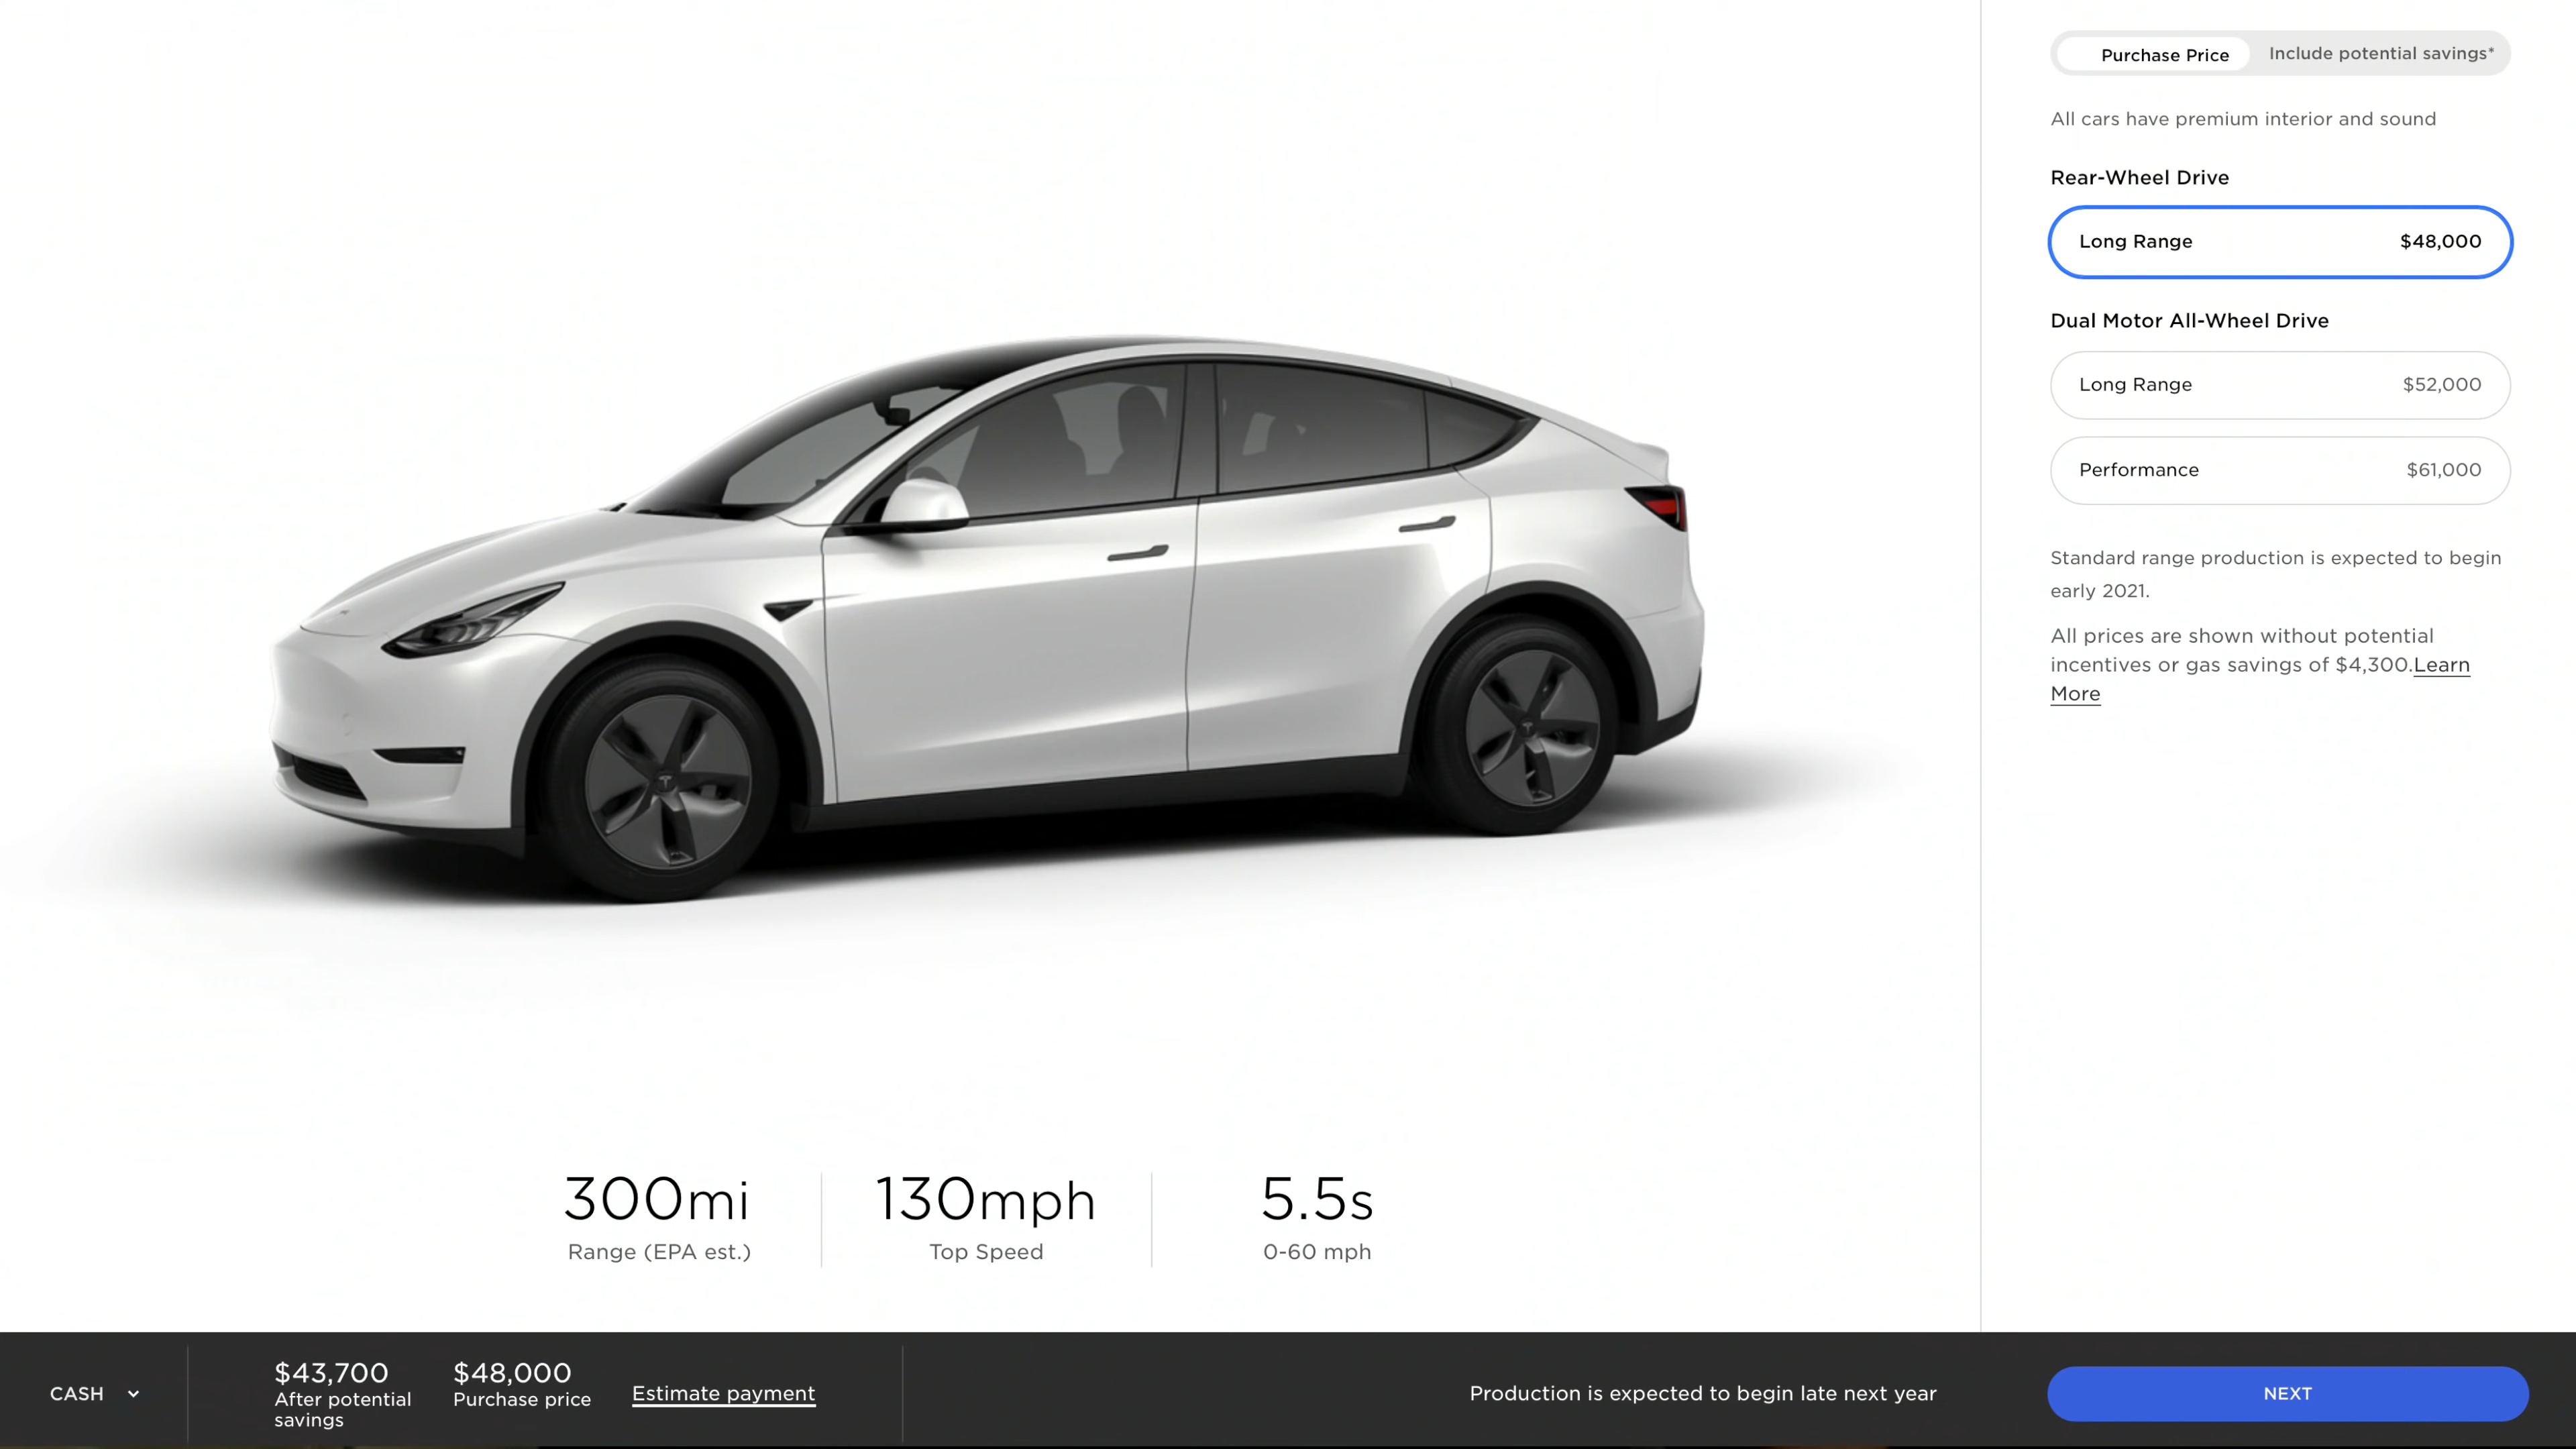 Purchase Price
Include potential savings*
All cars have premium interior and sound
Rear-Wheel Drive
Long Range $48,000
Dual Motor All-Wheel Drive
Long Range $52,000
Performance $61,000
Standard range production is expected to begin
early 2021.
All prices are shown without potential
incentives or gas savings of $4,300.Learn
More
300mi
Range (EPA est.)
130mph
Top Speed
5.5s
0-60 mph
CASH
$43,700
After potential
savings
$48,000
Purchase price
Estimate payment
Production is expected to begin late next year
NEXT